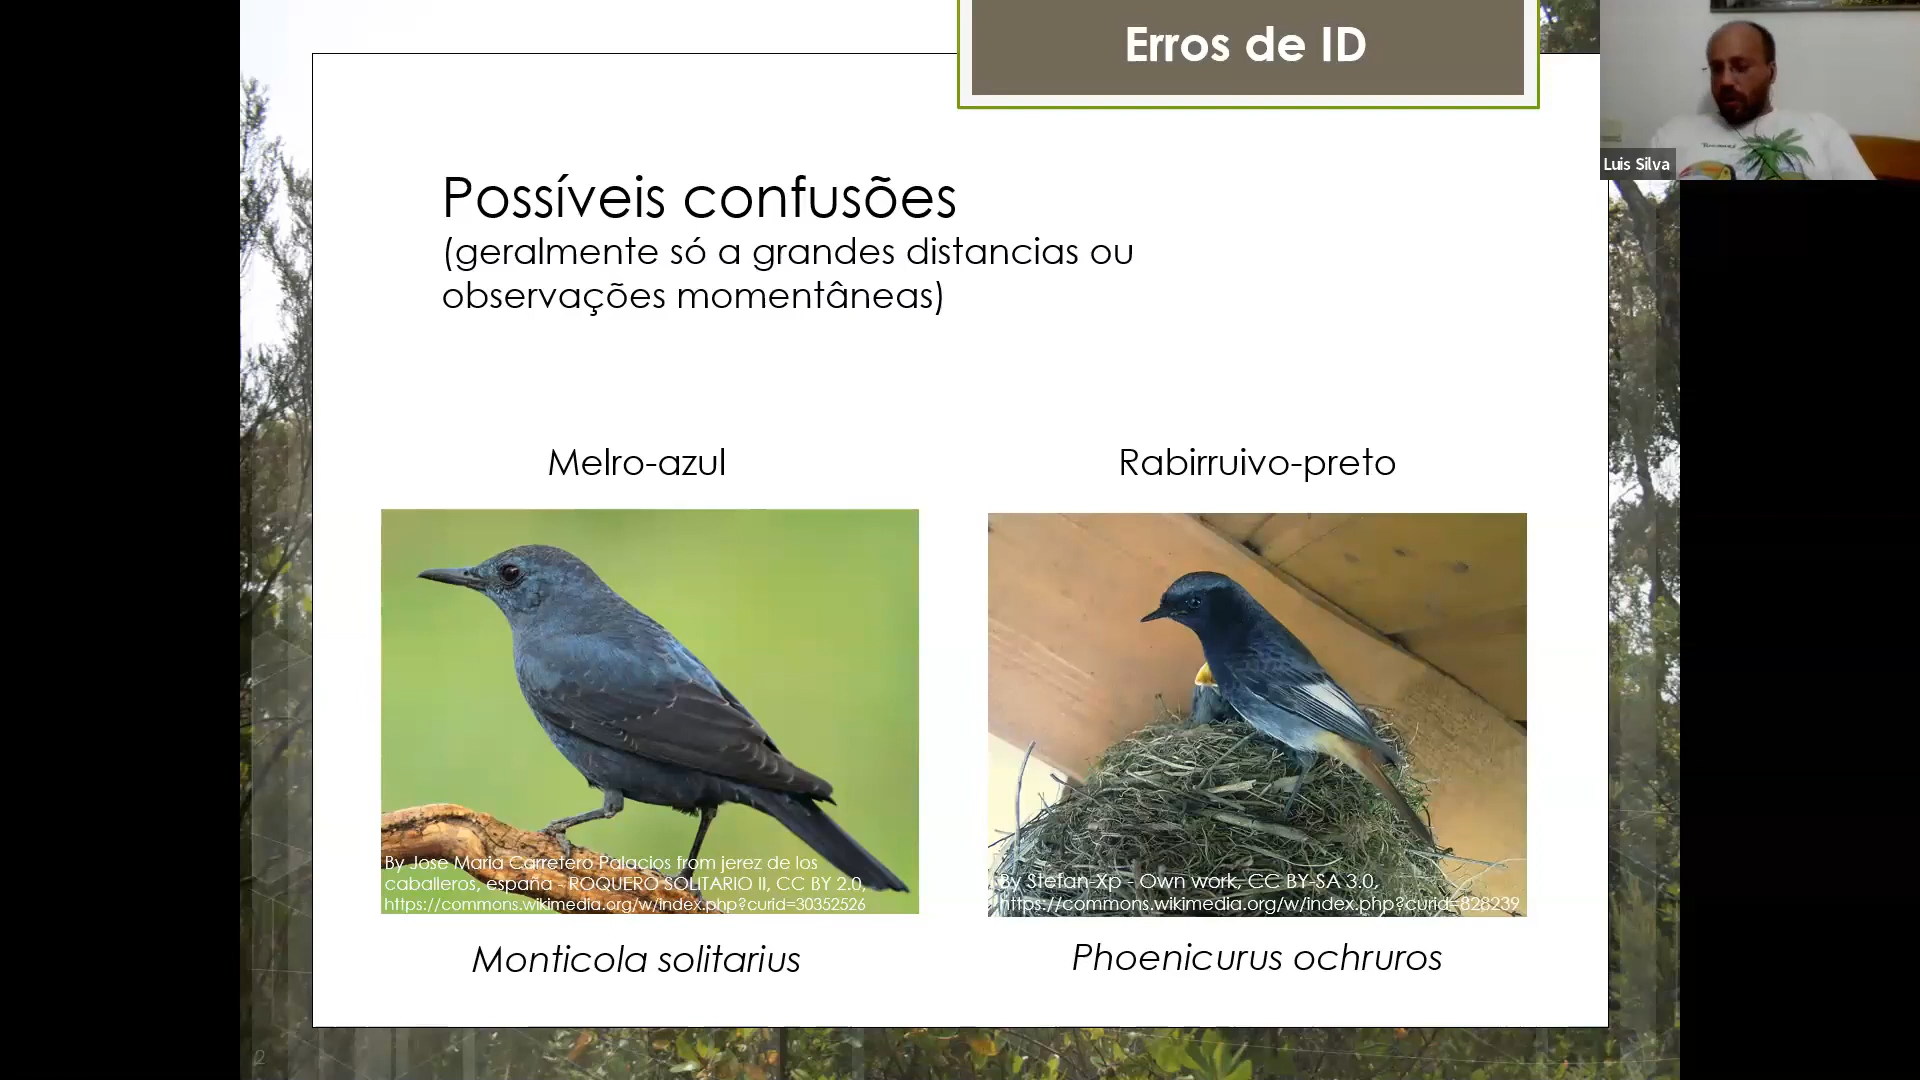 Erros de ID
Luis Silva
Possíveis confusões
(geralmente só a grandes distancias ou
observações momentâneas)
Melro-azul
Rabirruivo-preto
By Jose Maria Carretero Palacios from jerez de los
caballeros, españa - ROQUERO SOLITARIO II, CC BY 2.0,
https://commons.wikimedia.org/w/index.php?curid=30352526
By Stefan-Xp - Own work, CC BY-SA 3.0,
https://commons.wikimedia.org/w/index.php?curid=828239
Monticola solitarius
Phoenicurus ochruros
2